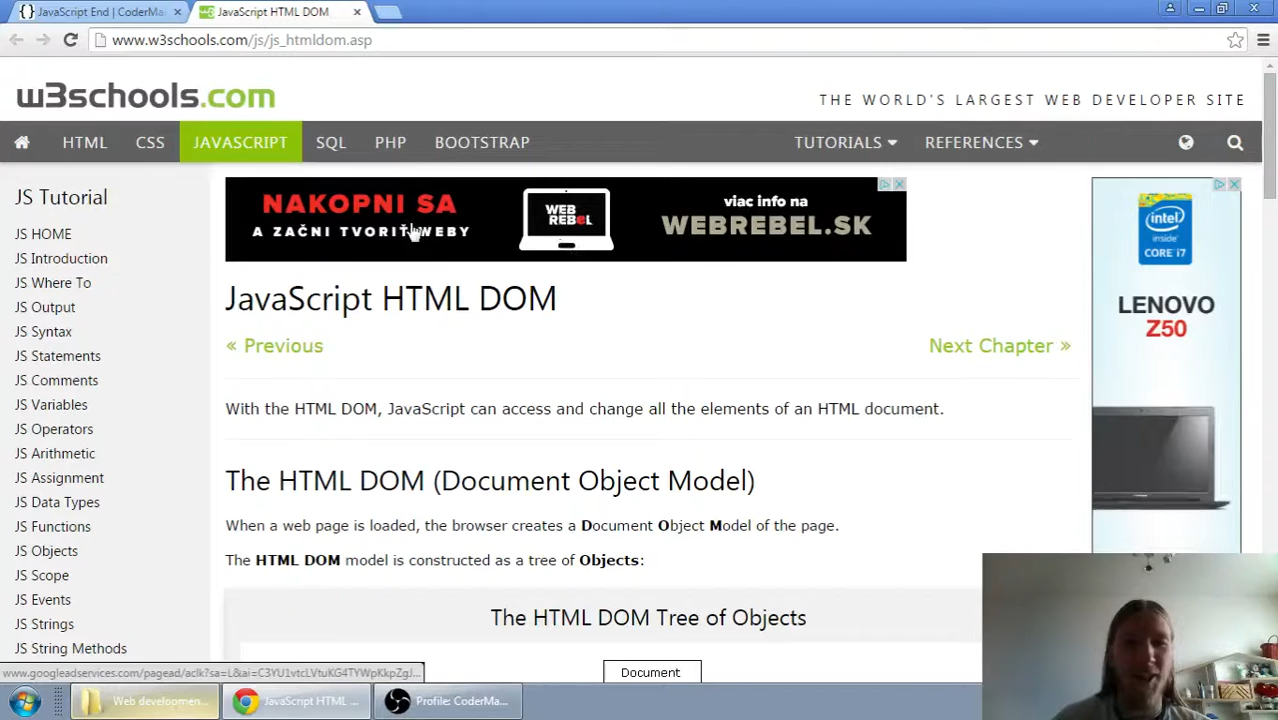 JavaScript End | CoderMa
JavaScript HTML DOM
www.w3schools.com/js/js_htmldom.asp
w3schools.com
THE WORLD'S LARGEST WEB DEVELOPER SITE
HTML CSS JAVASCRIPT SQL PHP BOOTSTRAP TUTORIALS REFERENCES
JS Tutorial
JS HOME
JS Introduction
JS Where To
JS Output
JS Syntax
JS Statements
JS Comments
JS Variables
JS Operators
JS Arithmetic
JS Assignment
JS Data Types
JS Functions
JS Objects
JS Scope
JS Events
JS Strings
JS String Methods
NAKOPNI SA
A ZAČNI TVORIŤ WEBY
WEB
REBEL
viac info na
WEBREBEL.SK
JavaScript HTML DOM
« Previous
Next Chapter »
With the HTML DOM, JavaScript can access and change all the elements of an HTML document.
The HTML DOM (Document Object Model)
When a web page is loaded, the browser creates a Document Object Model of the page.
The HTML DOM model is constructed as a tree of Objects:
The HTML DOM Tree of Objects
Document
intel
inside
CORE i7
LENOVO
Z50
Web developmen...
JavaScript HTML ...
Profile: CoderMa...